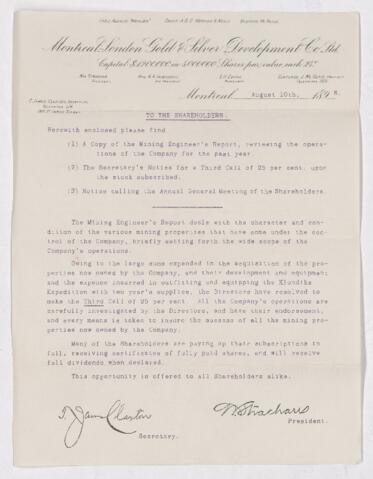 Montreal-London Gold & Silver Development Co. Ltd.
Montreal August 10th, 1898.
TO THE SHAREHOLDERS.
Herewith enclosed please find
(1) A Copy of the Mining Engineer's Report, reviewing the opera-
tions of the Company for the past year.
(2) The Secretary's Notice for a Third Call of 25 per cent. upon
the stock subscribed.
(3) Notice calling the Annual General Meeting of the Shareholders.
The Mining Engineer's Report deals with the character and con-
dition of the various mining properties that have come under the
control of the Company, briefly setting forth the wide scope of the
Company's operations.
Owing to the large sums expended in the acquisition of the pro-
perties now owned by the Company, and their development and equipment
and the expense incurred in outfitting and equipping the Klondike
Expedition with two year's supplies, the Directors have resolved to
make the Third Call of 25 per cent. All the Company's operations are
carefully investigated by the Directors, and have their endorsement,
and every means is taken to insure the success of all the mining proper-
ties now owned by the Company.
Many of the Shareholders are paying up their subscriptions in
full, receiving certificates of fully paid shares, and will receive
full dividends when declared.
This opportunity is offered to all Shareholders alike.
Secretary.
President.